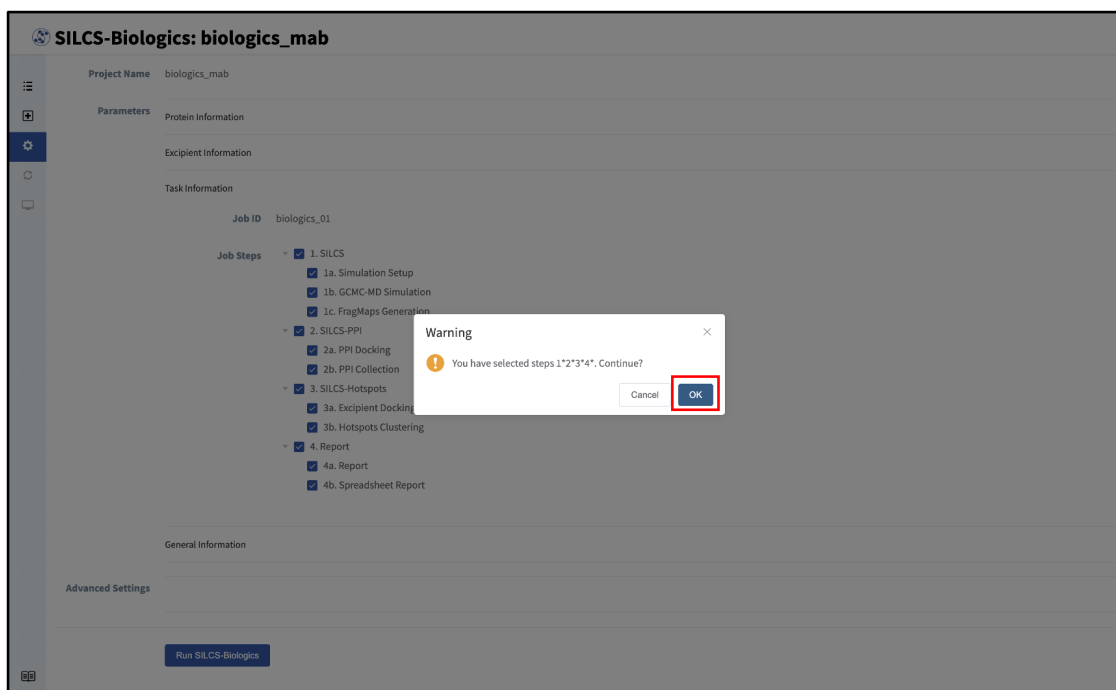 SILCS-Biologics: biologics_mab
Project Name biologics_mab
Parameters
Protein Information
Excipient Information
Task Information
Job ID biologics_01
Job Steps
1. SILCS
1a. Simulation Setup
1b. GCMC-MD Simulation
1c. FragMaps Generation
2. SILCS-PPI
2a. PPI Docking
2b. PPI Collection
3. SILCS-Hotspots
3a. Excipient Docking
3b. Hotspots Clustering
4. Report
4a. Report
4b. Spreadsheet Report
Warning
You have selected steps 1*2*3*4*. Continue?
Cancel OK
General Information
Advanced Settings
Run SILCS-Biologics